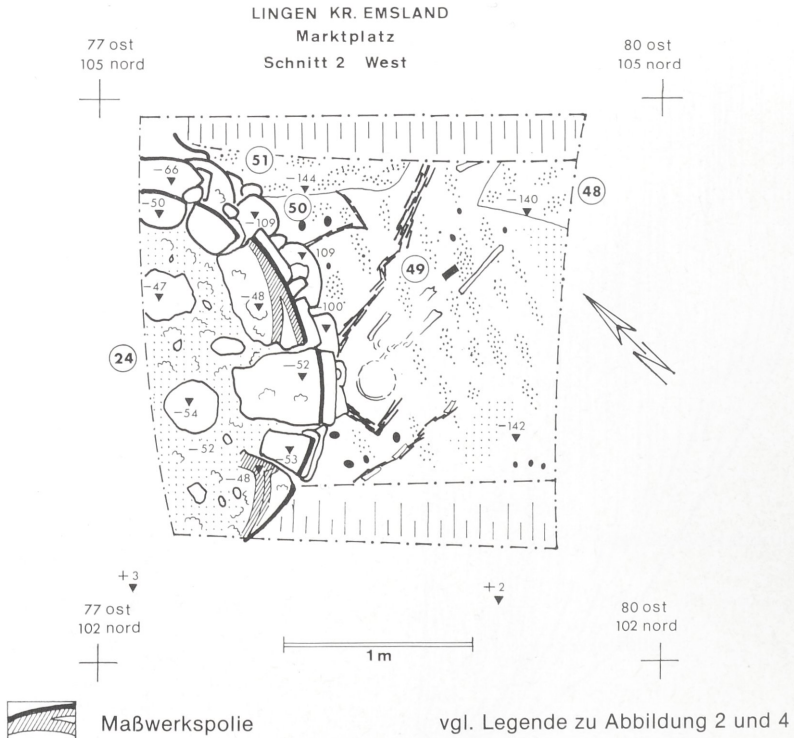 LINGEN KR. EMSLAND
Marktplatz
Schnitt 2 West
77 ost
105 nord
80 ost
105 nord
51
-66
-144
48
-50
50
-140
-109
109
49
-47
-48
-100
24
-52
-54
-142
-52
-53
-48
+3
+2
77 ost
102 nord
80 ost
102 nord
1m
Maßwerkspolie
vgl. Legende zu Abbildung 2 und 4